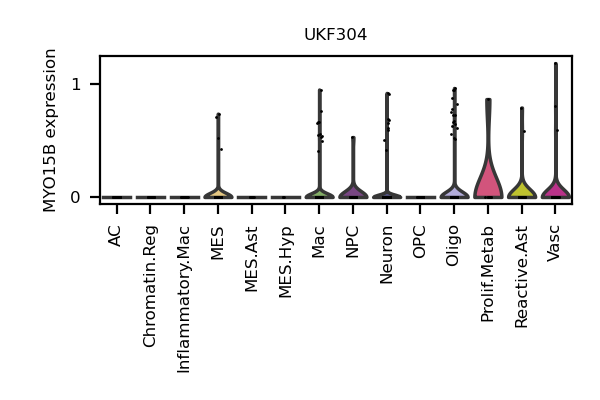 UKF304
MYO15B expression
1
0
AC
Chromatin.Reg
Inflammatory.Mac
MES
MES.Ast
MES.Hyp
Mac
NPC
Neuron
OPC
Oligo
Prolif.Metab
Reactive.Ast
Vasc